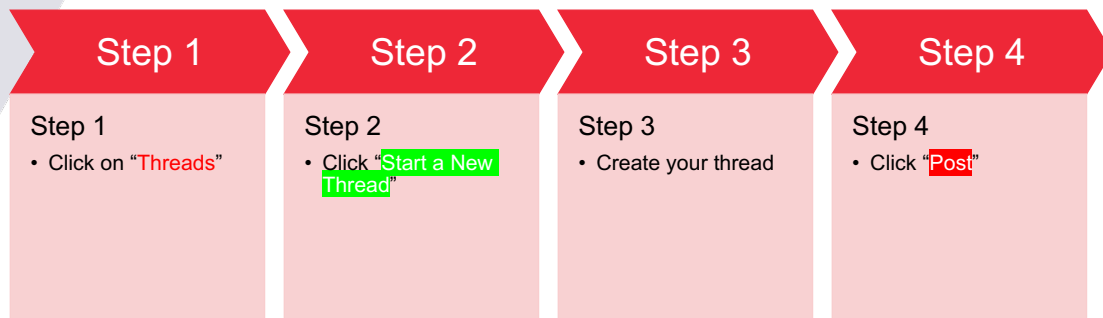 Step 1
Step 2
Step 3
Step 4
Step 1
• Click on “Threads”
Step 2
• Click “Start a New
Thread”
Step 3
• Create your thread
Step 4
• Click “Post”